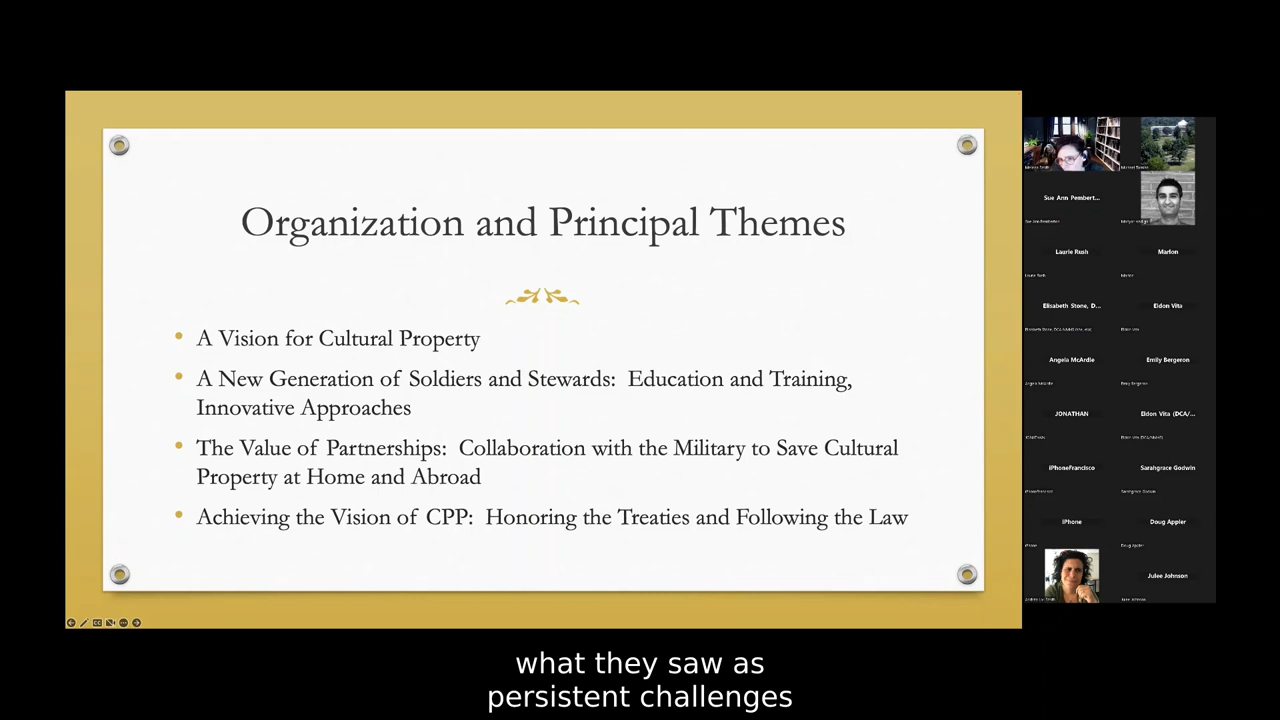 Organization and Principal Themes
A Vision for Cultural Property
A New Generation of Soldiers and Stewards: Education and Training,
Innovative Approaches
The Value of Partnerships: Collaboration with the Military to Save Cultural
Property at Home and Abroad
Achieving the Vision of CPP: Honoring the Treaties and Following the Law
Sue Ann Pembert...
Laurie Rush
Marlon
Elisabeth Stone, D...
Eldon Vita
Angela McArdle
Emily Bergeron
JONATHAN
Eldon Vita (DCA/...
iPhoneFrancisco
Sarahgrace Godwin
iPhone
Doug Appler
Julee Johnson
what they saw as
persistent challenges